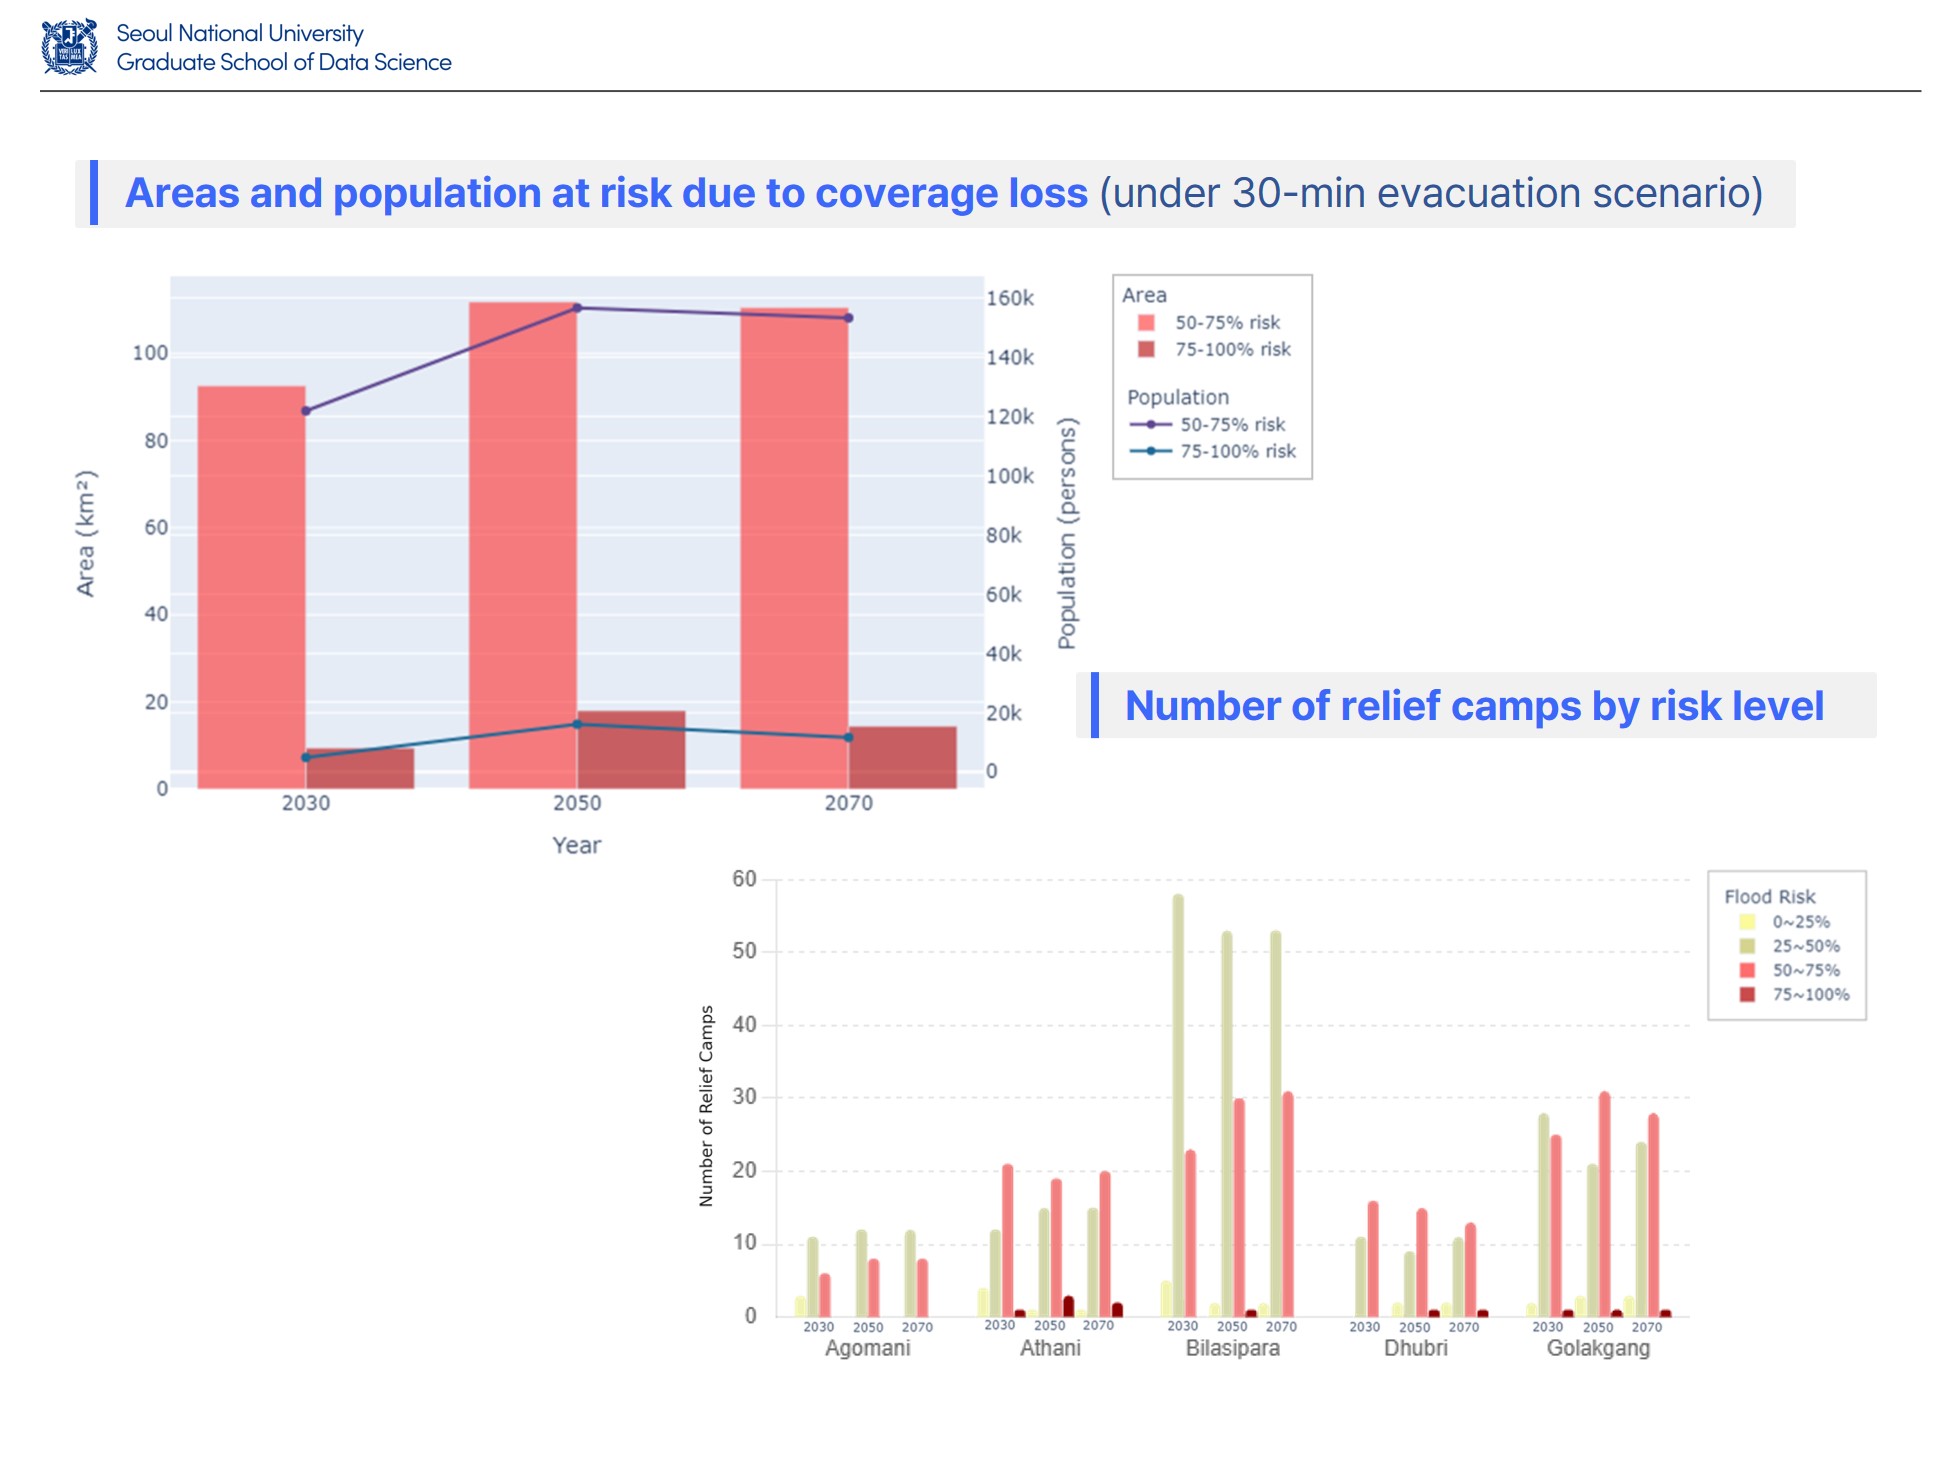 Seoul National University
Graduate School of Data Science
Areas and population at risk due to coverage loss (under 30-min evacuation scenario)
Area
50-75% risk
75-100% risk
Population
50-75% risk
75-100% risk
Area (km²)
100
80
60
40
20
0
160k
140k
120k
100k
80k
60k
40k
20k
0
Population (persons)
2030 2050 2070
Year
Number of relief camps by risk level
Number of Relief Camps
60
50
40
30
20
10
0
Flood Risk
0~25%
25~50%
50~75%
75~100%
2030 2050 2070 2030 2050 2070 2030 2050 2070 2030 2050 2070 2030 2050 2070
Agomani Athani Bilasipara Dhubri Golakgang